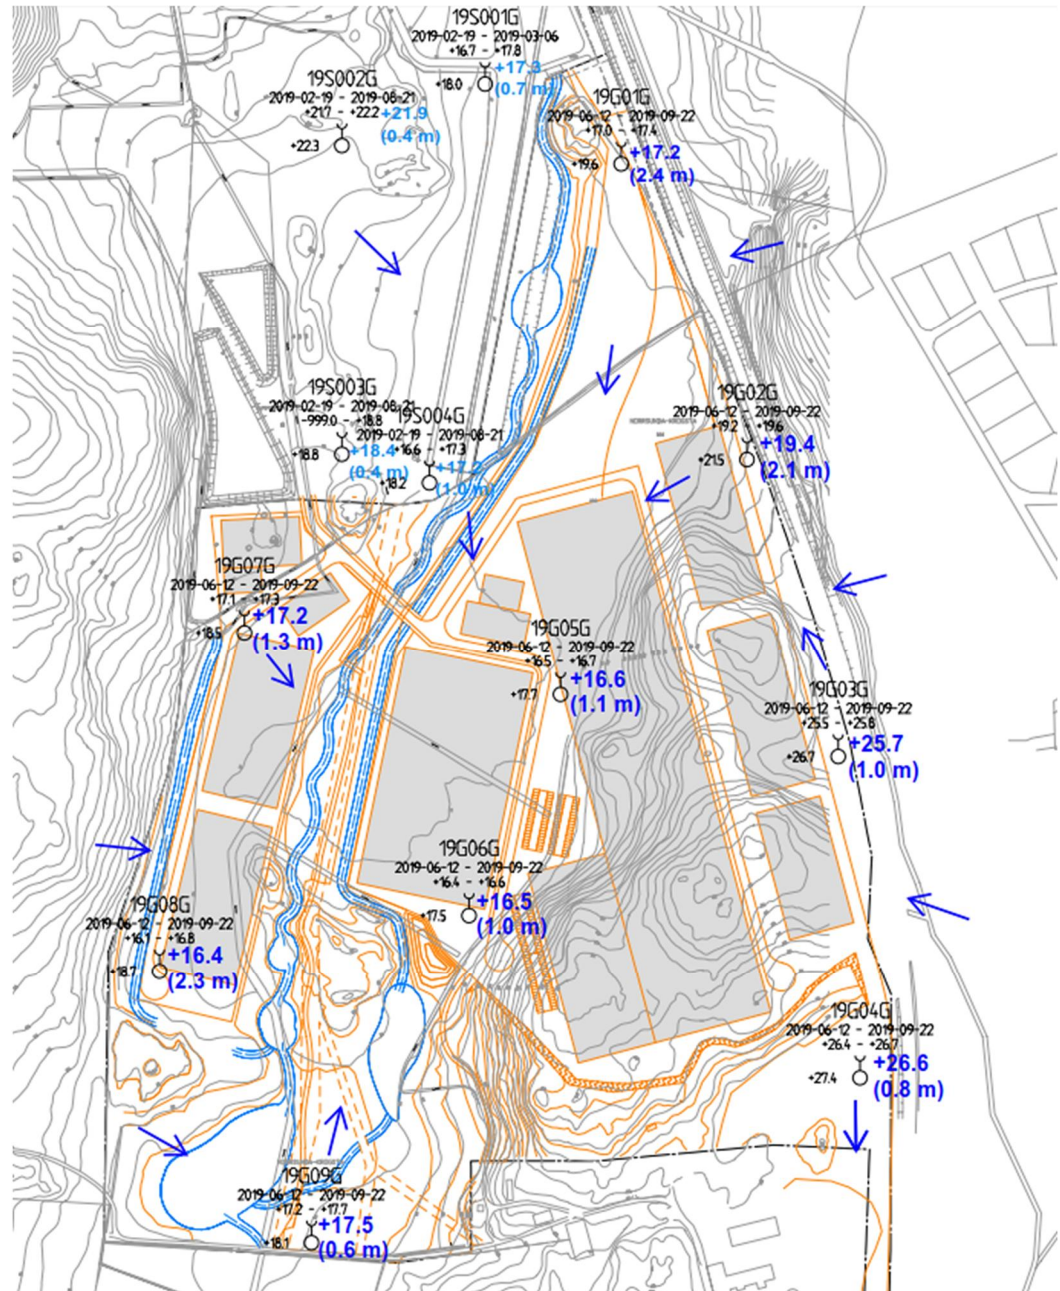 19S001G
2019-02-19 - 2019-03-06
+16.7 - +17.8
+17.3
+18.0
(0.7 m)
19S002G
2019-02-19 - 2019-08-21
+21.7 - +22.2
+21.9
(0.4 m)
+22.3
19G01G
2019-06-12 - 2019-09-22
+17.0 - +17.4
+17.2
(2.4 m)
+19.6
19S003G
2019-02-19 - 2019-08-21
-999.0 - +18.8
+18.4
(0.4 m)
+18.8
19S004G
2019-02-19 - 2019-08-21
+16.6 - +17.3
+17.2
(1.0 m)
+18.2
19G02G
2019-06-12 - 2019-09-22
+19.2 - +19.6
+19.4
(2.1 m)
+21.5
19G07G
2019-06-12 - 2019-09-22
+17.1 - +17.3
+17.2
(1.3 m)
+18.5
19G05G
2019-06-12 - 2019-09-22
+16.5 - +16.7
+16.6
(1.1 m)
+17.7
19G03G
2019-06-12 - 2019-09-22
+25.5 - +25.8
+25.7
(1.0 m)
+26.7
19G06G
2019-06-12 - 2019-09-22
+16.4 - +16.6
+16.5
(1.0 m)
+17.5
19G08G
2019-06-12 - 2019-09-22
+16.1 - +16.8
+16.4
(2.3 m)
+18.7
19G04G
2019-06-12 - 2019-09-22
+26.4 - +26.7
+26.6
(0.8 m)
+27.4
19G09G
2019-06-12 - 2019-09-22
+17.2 - +17.7
+17.5
(0.6 m)
+18.1